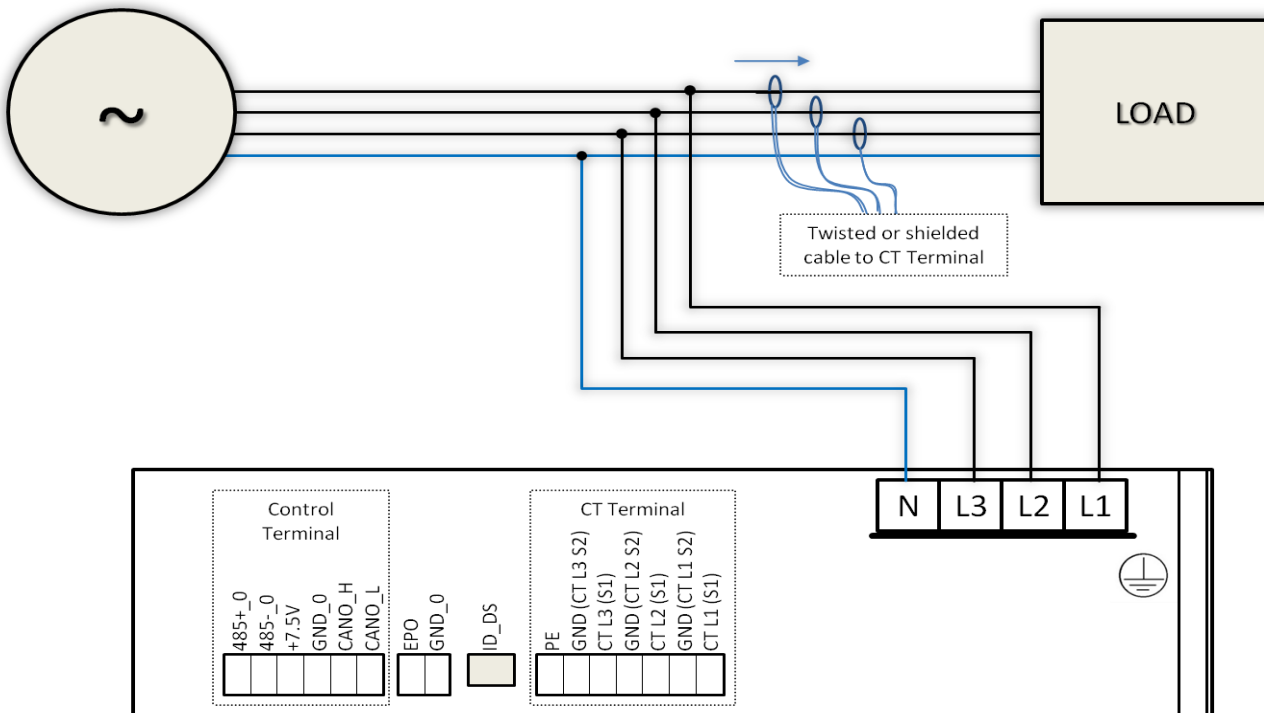 ~
LOAD
Twisted or shielded
cable to CT Terminal
N
L3
L2
L1
Control
Terminal
485+_0
485-_0
+7.5V
GND_0
CANO_H
CANO_L
EPO
GND_0
ID_DS
CT Terminal
PE
GND (CT L3 S2)
CT L3 (S1)
GND (CT L2 S2)
CT L2 (S1)
GND (CT L1 S2)
CT L1 (S1)